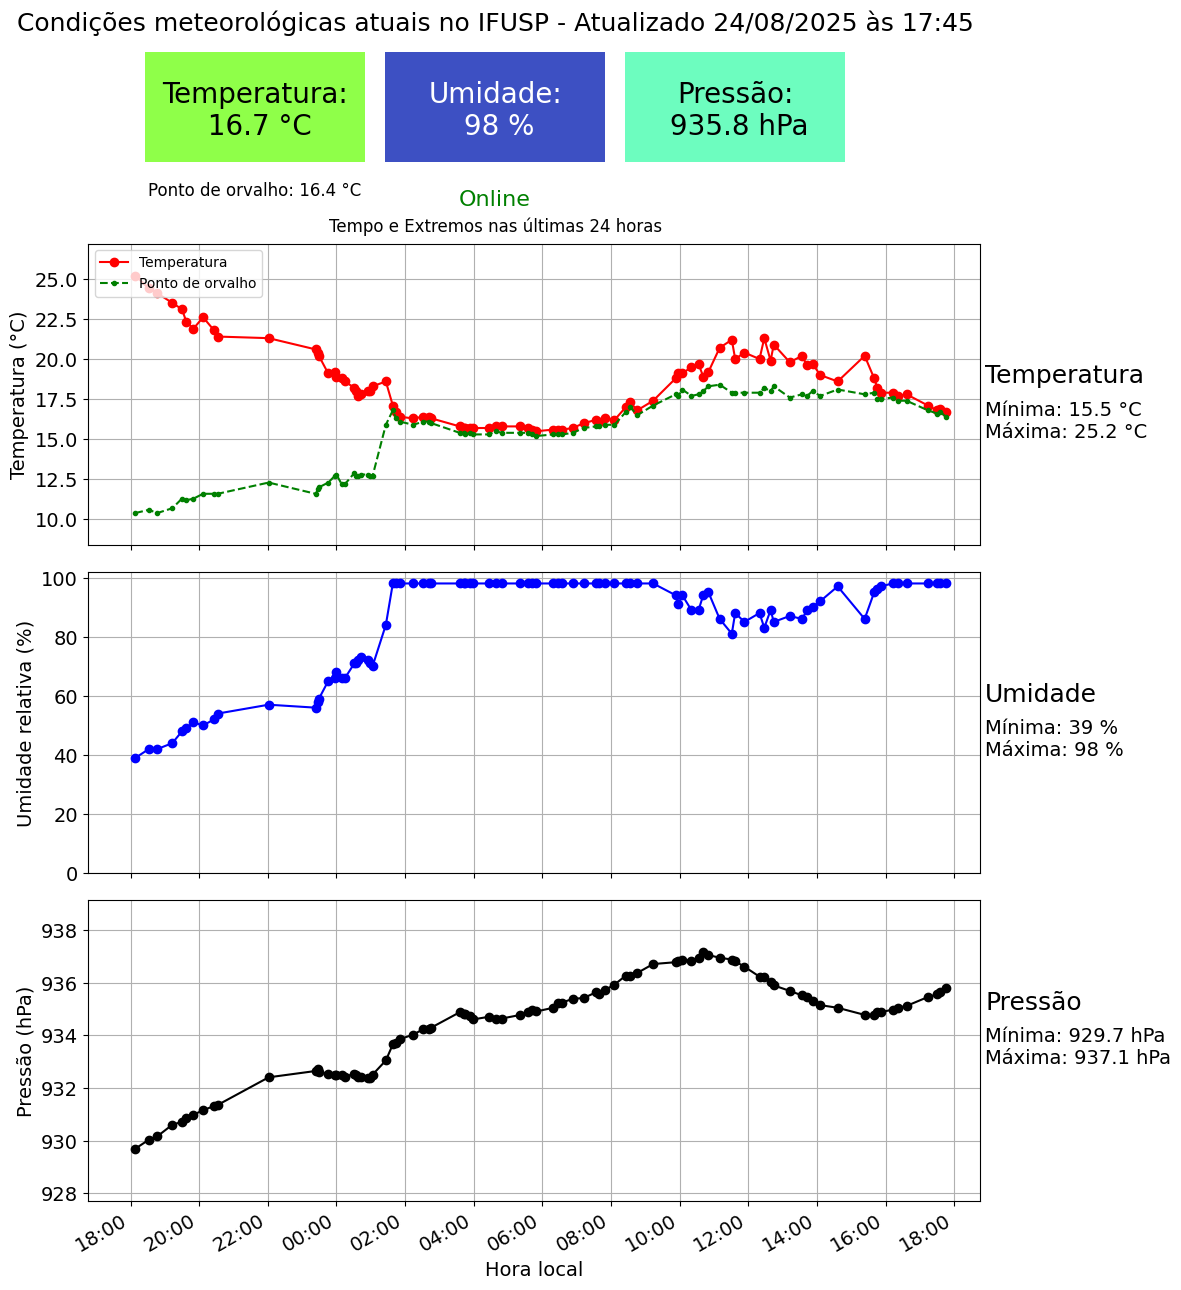 Condições meteorológicas atuais no IFUSP - Atualizado 24/08/2025 às 17:45
Temperatura:
16.7 °C
Umidade:
98 %
Pressão:
935.8 hPa
Ponto de orvalho: 16.4 °C
Online
Tempo e Extremos nas últimas 24 horas
Temperatura
Ponto de orvalho
Temperatura (°C)
25.0
22.5
20.0
17.5
15.0
12.5
10.0
Temperatura
Mínima: 15.5 °C
Máxima: 25.2 °C
Umidade relativa (%)
100
80
60
40
20
0
Umidade
Mínima: 39 %
Máxima: 98 %
Pressão (hPa)
938
936
934
932
930
928
Pressão
Mínima: 929.7 hPa
Máxima: 937.1 hPa
18:00
20:00
22:00
00:00
02:00
04:00
06:00
08:00
10:00
12:00
14:00
16:00
18:00
Hora local